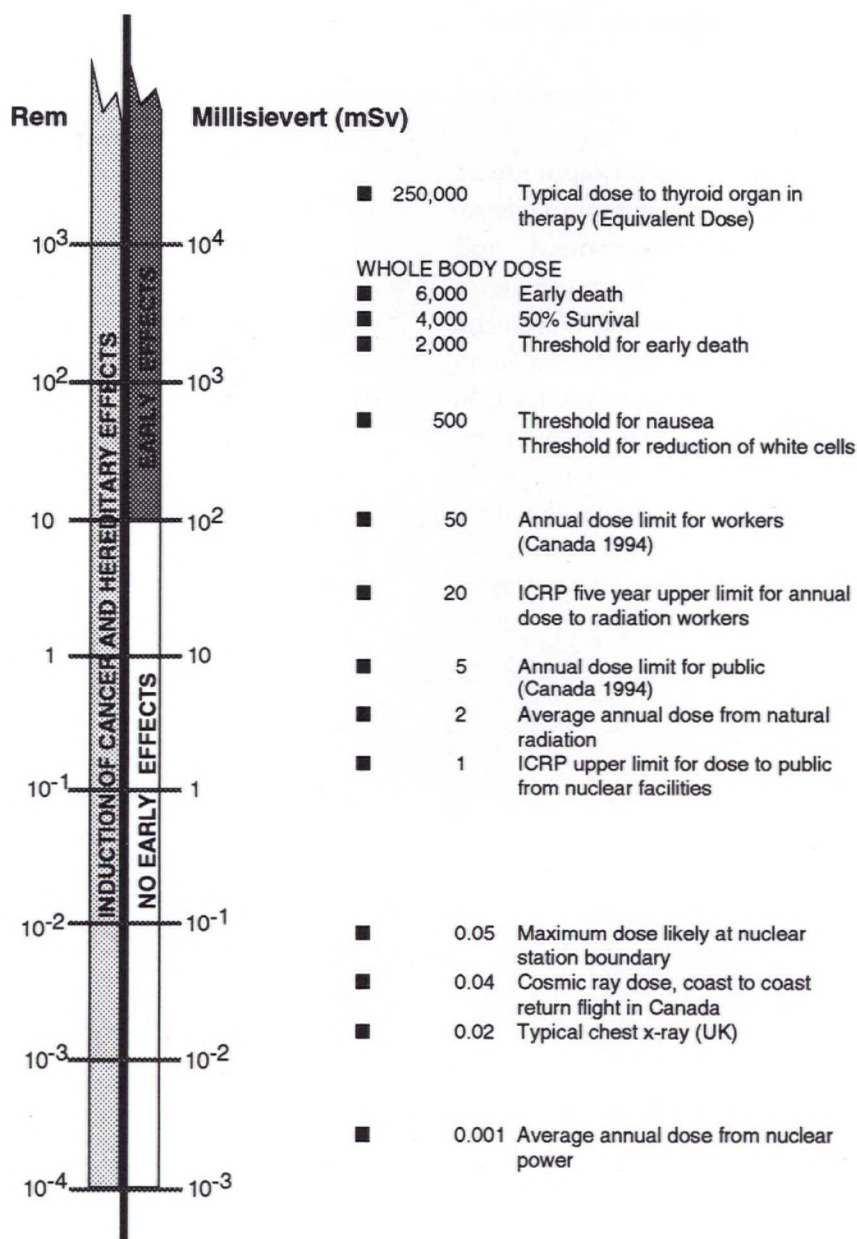 Rem
Millisievert (mSv)
■ 250,000 Typical dose to thyroid organ in
therapy (Equivalent Dose)
10³ 10⁴
WHOLE BODY DOSE
■ 6,000 Early death
■ 4,000 50% Survival
■ 2,000 Threshold for early death
10² 10³
■ 500 Threshold for nausea
Threshold for reduction of white cells
10 10²
■ 50 Annual dose limit for workers
(Canada 1994)
■ 20 ICRP five year upper limit for annual
dose to radiation workers
1 10
■ 5 Annual dose limit for public
(Canada 1994)
■ 2 Average annual dose from natural
radiation
■ 1 ICRP upper limit for dose to public
from nuclear facilities
10⁻¹ 1
10⁻² 10⁻¹
■ 0.05 Maximum dose likely at nuclear
station boundary
■ 0.04 Cosmic ray dose, coast to coast
return flight in Canada
■ 0.02 Typical chest x-ray (UK)
10⁻³ 10⁻²
■ 0.001 Average annual dose from nuclear
power
10⁻⁴ 10⁻³
INDUCTION OF CANCER AND HEREDITARY EFFECTS
EARLY EFFECTS
NO EARLY EFFECTS